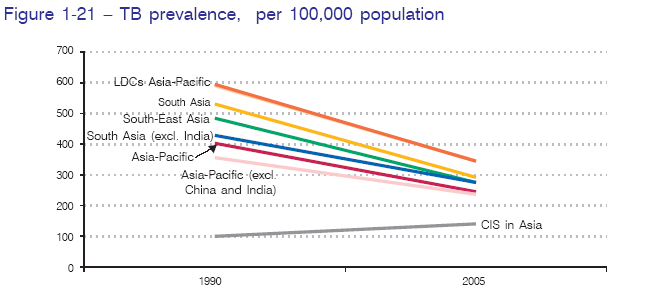 Figure 1-21 – TB prevalence, per 100,000 population
700
600
500
400
300
200
100
0
LDCs Asia-Pacific
South Asia
South-East Asia
South Asia (excl. India)
Asia-Pacific
Asia-Pacific (excl.
China and India)
CIS in Asia
1990
2005